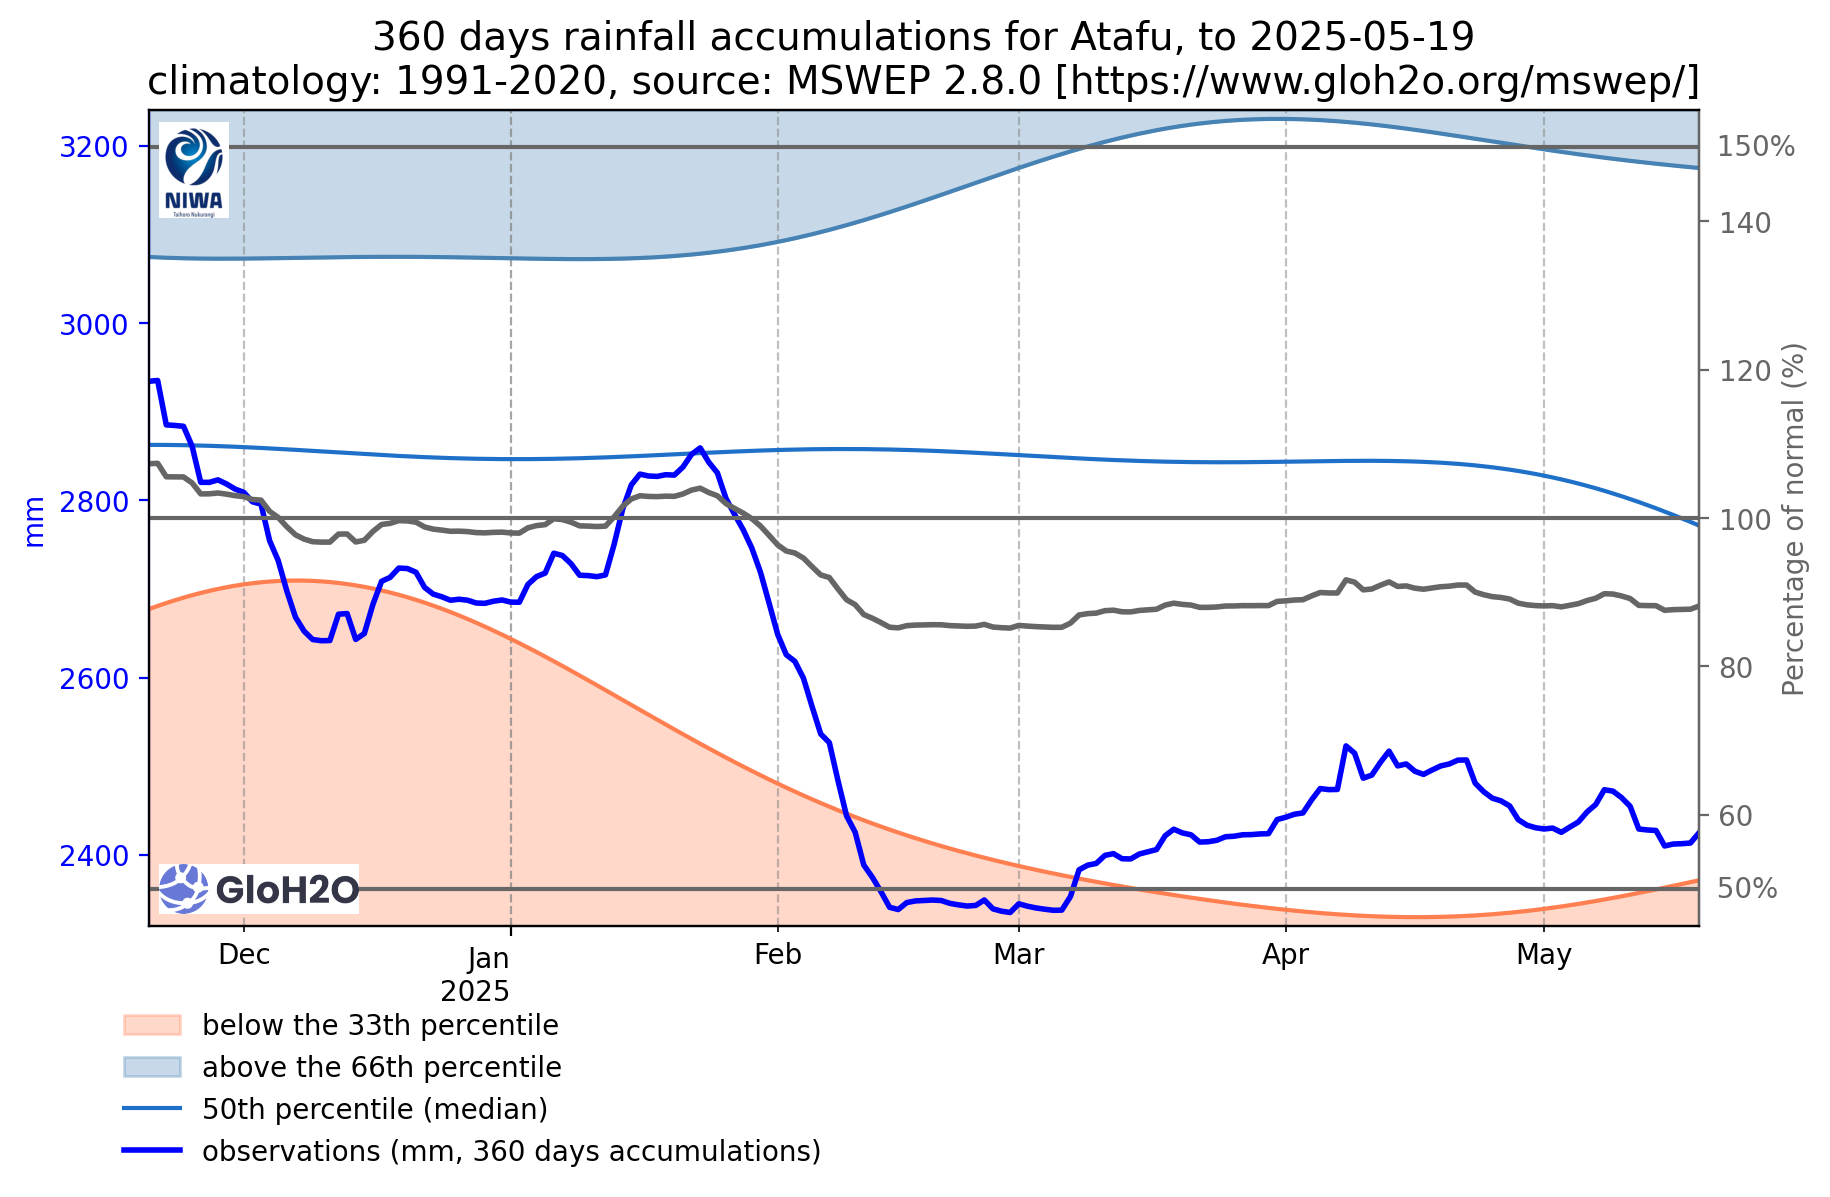 360 days rainfall accumulations for Atafu, to 2025-05-19
climatology: 1991-2020, source: MSWEP 2.8.0 [https://www.gloh2o.org/mswep/]
3200
3000
2800
2600
2400
mm
NIWA
Taihoro Nukurangi
GloH2O
150%
140
120
100
80
60
50%
Percentage of normal (%)
Dec
Jan
2025
Feb
Mar
Apr
May
below the 33th percentile
above the 66th percentile
50th percentile (median)
observations (mm, 360 days accumulations)